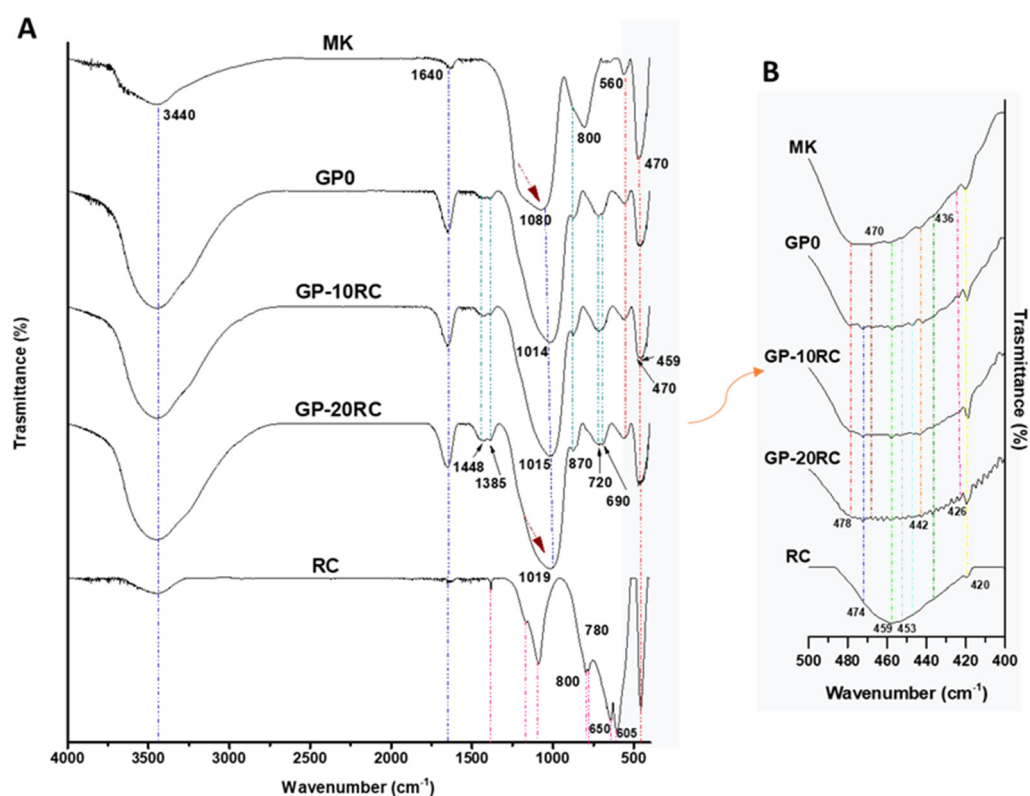 A
MK
1640
560
3440
800
470
1080
GP0
GP-10RC
1014
459
470
GP-20RC
1448
1385
1015
870
720
690
RC
1019
780
800
650
605
Trasmittance (%)
4000
3500
3000
2500
2000
1500
1000
500
Wavenumber (cm-1)
B
MK
470
436
GP0
GP-10RC
GP-20RC
478
442
426
RC
474
459
453
420
Trasmittance (%)
500
480
460
440
420
400
Wavenumber (cm-1)